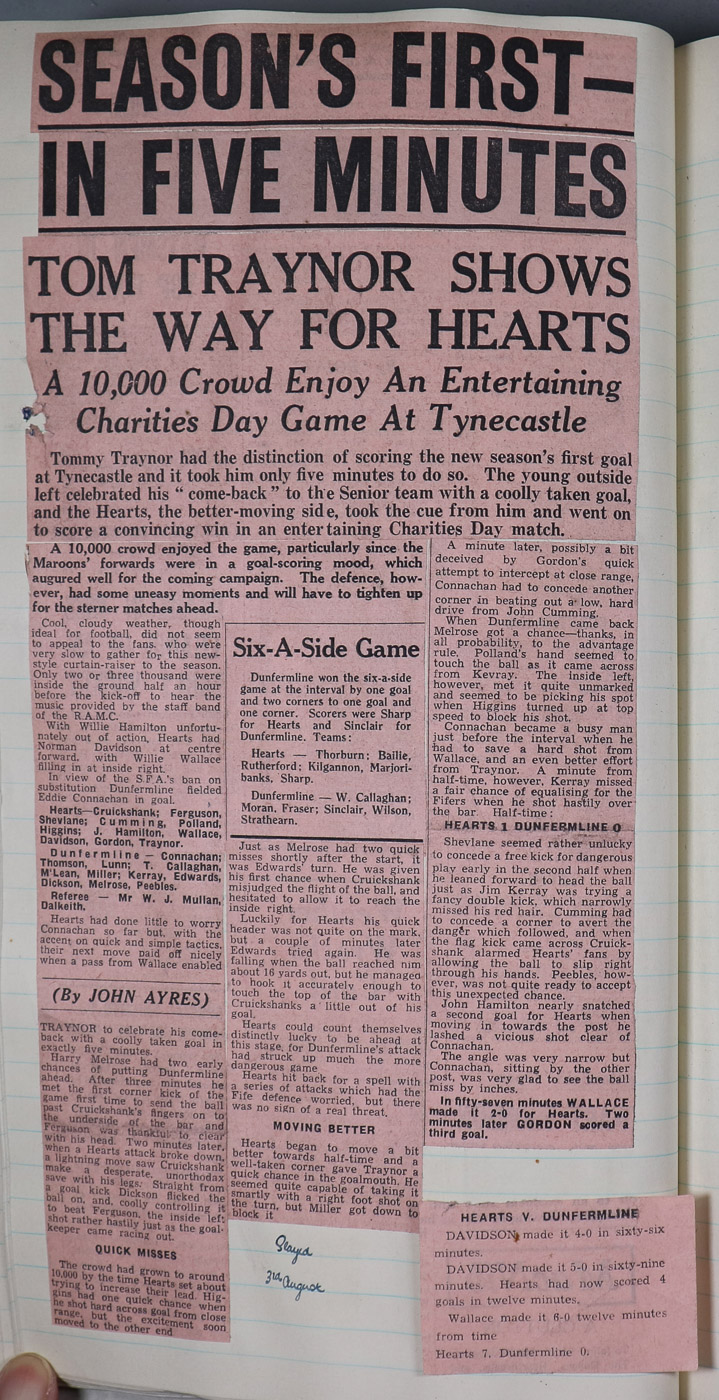 SEASON'S FIRST—
IN FIVE MINUTES
TOM TRAYNOR SHOWS
THE WAY FOR HEARTS
A 10,000 Crowd Enjoy An Entertaining
Charities Day Game At Tynecastle
Tommy Traynor had the distinction of scoring the new season's first goal
at Tynecastle and it took him only five minutes to do so. The young outside
left celebrated his "come-back" to the Senior team with a coolly taken goal,
and the Hearts, the better-moving side, took the cue from him and went on
to score a convincing win in an entertaining Charities Day match.
A 10,000 crowd enjoyed the game, particularly since the
Maroons' forwards were in a goal-scoring mood, which
augured well for the coming campaign. The defence, how-
ever, had some uneasy moments and will have to tighten up
for the sterner matches ahead.
Cool, cloudy weather, though
ideal for football, did not seem
to appeal to the fans, who were
very slow to gather for this new-
style curtain-raiser to the season.
Only two or three thousand were
inside the ground half an hour
before the kick-off to hear the
music provided by the staff band
of the R.A.M.C.
With Willie Hamilton unfortu-
nately out of action, Hearts had
Norman Davidson at centre
forward, with Willie Wallace
filling in at inside right.
In view of the S.F.A.'s ban on
substitution Dunfermline fielded
Eddie Connachan in goal.
Hearts—Cruickshank; Ferguson,
Shevlane; Cumming, Polland,
Higgins; J. Hamilton, Wallace,
Davidson, Gordon, Traynor.
Dunfermline — Connachan;
Thomson, Lunn; T. Callaghan,
M'Lean, Miller; Kerray, Edwards,
Dickson, Melrose, Peebles.
Referee — Mr W. J. Mullan,
Dalkeith.
Hearts had done little to worry
Connachan so far but, with the
accent on quick and simple tactics,
their next move paid off nicely
when a pass from Wallace enabled
(By JOHN AYRES)
TRAYNOR to celebrate his come-
back with a coolly taken goal in
exactly five minutes.
Harry Melrose had two early
chances of putting Dunfermline
ahead. After three minutes he
met the first corner kick of the
game first time to send the ball
past Cruickshank's fingers on to
the underside of the bar and
Ferguson was thankful to clear
with his head. Two minutes later,
when a Hearts attack broke down,
a lightning move saw Cruickshank
make a desperate, unorthodox
save with his legs. Straight from
a goal kick Dickson flicked the
ball on, and, coolly controlling it
to beat Ferguson, the inside left
shot rather hastily just as the goal-
keeper came racing out.
QUICK MISSES
The crowd had grown to around
10,000 by the time Hearts set about
trying to increase their lead. Hig-
gins had one quick chance when
he shot hard across goal from close
range, but the excitement soon
moved to the other end
Six-A-Side Game
Dunfermline won the six-a-side
game at the interval by one goal
and two corners to one goal and
one corner. Scorers were Sharp
for Hearts and Sinclair for
Dunfermline. Teams:
Hearts — Thorburn; Bailie,
Rutherford; Kilgannon, Marjori-
banks, Sharp.
Dunfermline — W. Callaghan;
Moran, Fraser; Sinclair, Wilson,
Strathearn.
Just as Melrose had two quick
misses shortly after the start, it
was Edwards' turn. He was given
his first chance when Cruickshank
misjudged the flight of the ball, and
hesitated to allow it to reach the
inside right.
Luckily for Hearts his quick
header was not quite on the mark,
but a couple of minutes later
Edwards tried again. He was
falling when the ball reached him
about 16 yards out, but he managed
to hook it accurately enough to
touch the top of the bar with
Cruickshanks a little out of his
goal.
Hearts could count themselves
distinctly lucky to be ahead at
this stage, for Dunfermline's attack
had struck up much the more
dangerous game
Hearts hit back for a spell with
a series of attacks which had the
Fife defence worried, but there
was no sign of a real threat.
MOVING BETTER
Hearts began to move a bit
better towards half-time and a
well-taken corner gave Traynor a
quick chance in the goalmouth. He
seemed quite capable of taking it
smartly with a right foot shot on
the turn, but Miller got down to
block it
A minute later, possibly a bit
deceived by Gordon's quick
attempt to intercept at close range,
Connachan had to concede another
corner in beating out a low, hard
drive from John Cumming.
When Dunfermline came back
Melrose got a chance—thanks, in
all probability, to the advantage
rule. Polland's hand seemed to
touch the ball as it came across
from Kevray. The inside left,
however, met it quite unmarked
and seemed to be picking his spot
when Higgins turned up at top
speed to block his shot.
Connachan became a busy man
just before the interval when he
had to save a hard shot from
Wallace, and an even better effort
from Traynor. A minute from
half-time, however, Kerray missed
a fair chance of equalising for the
Fifers when he shot hastily over
the bar. Half-time:
HEARTS 1 DUNFERMLINE 0
Shevlane seemed rather unlucky
to concede a free kick for dangerous
play early in the second half when
he leaned forward to head the ball
just as Jim Kerray was trying a
fancy double kick, which narrowly
missed his red hair. Cumming had
to concede a corner to avert the
danger which followed, and when
the flag kick came across Cruick-
shank alarmed Hearts' fans by
allowing the ball to slip right
through his hands. Peebles, how-
ever, was not quite ready to accept
this unexpected chance.
John Hamilton nearly snatched
a second goal for Hearts when
moving in towards the post he
lashed a vicious shot clear of
Connachan.
The angle was very narrow but
Connachan, sitting by the other
post, was very glad to see the ball
miss by inches.
In fifty-seven minutes WALLACE
made it 2-0 for Hearts. Two
minutes later GORDON scored a
third goal.
HEARTS V. DUNFERMLINE
DAVIDSON made it 4-0 in sixty-six
minutes.
DAVIDSON made it 5-0 in sixty-nine
minutes. Hearts had now scored 4
goals in twelve minutes.
Wallace made it 6-0 twelve minutes
from time
Hearts 7, Dunfermline 0.
Played
3rd August